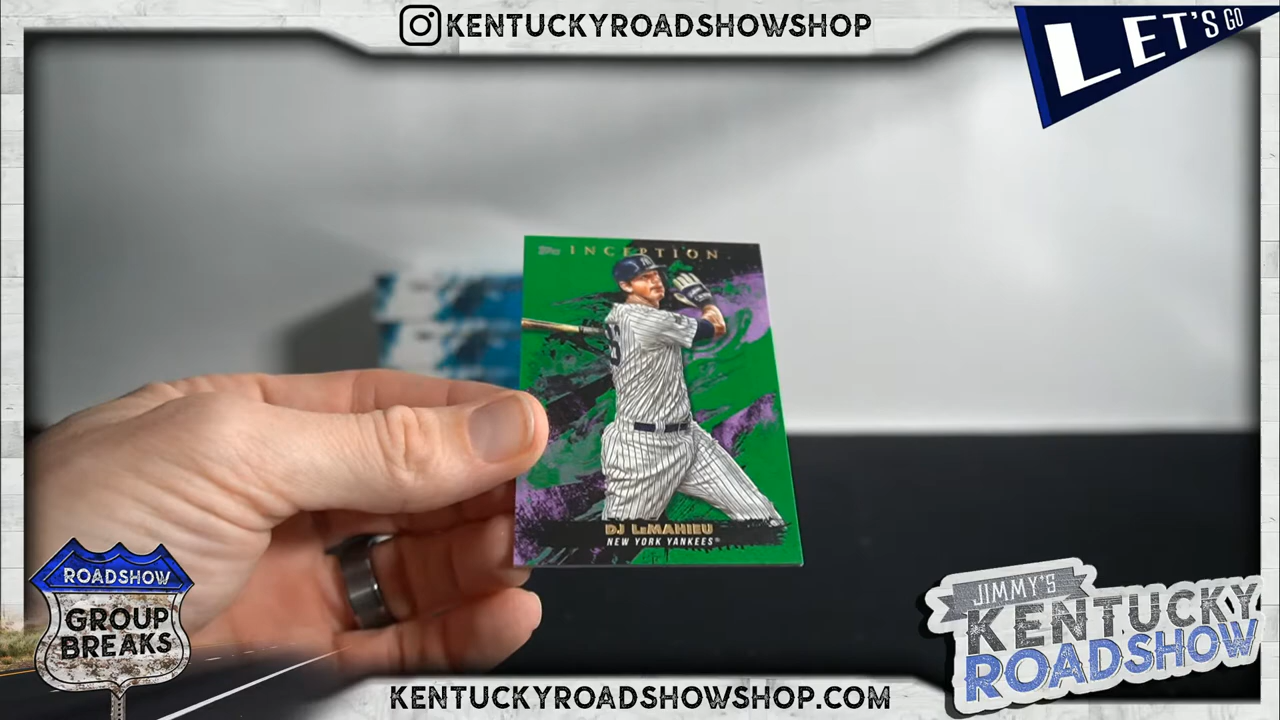 KENTUCKYROADSHOWSHOP
LET'S GO
Topps INCEPTION
DJ LeMAHIEU
NEW YORK YANKEES®
ROADSHOW
GROUP
BREAKS
JIMMY'S
KENTUCKY
ROADSHOW
KENTUCKYROADSHOWSHOP.COM